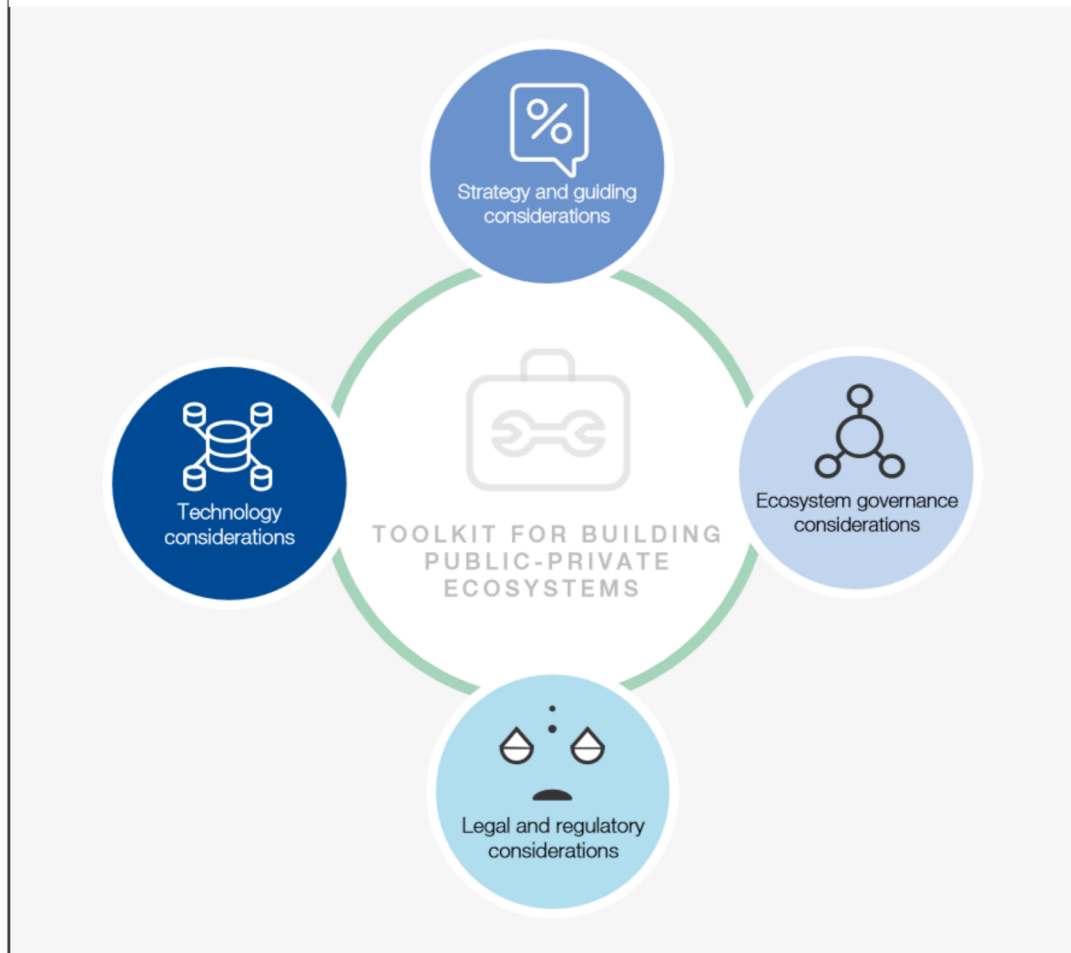 Strategy and guiding
considerations
Technology
considerations
Ecosystem governance
considerations
TOOLKIT FOR BUILDING
PUBLIC-PRIVATE
ECOSYSTEMS
Legal and regulatory
considerations